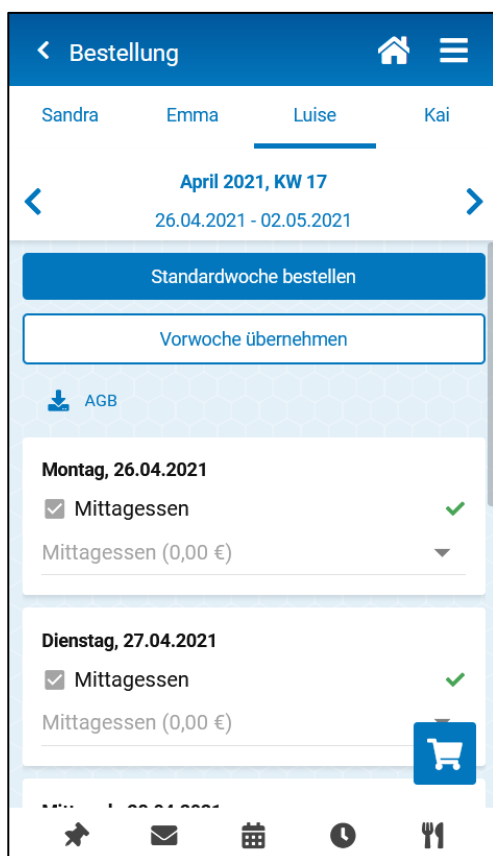 Bestellung
Sandra Emma Luise Kai
April 2021, KW 17
26.04.2021 - 02.05.2021
Standardwoche bestellen
Vorwoche übernehmen
AGB
Montag, 26.04.2021
Mittagessen
Mittagessen (0,00 €)
Dienstag, 27.04.2021
Mittagessen
Mittagessen (0,00 €)